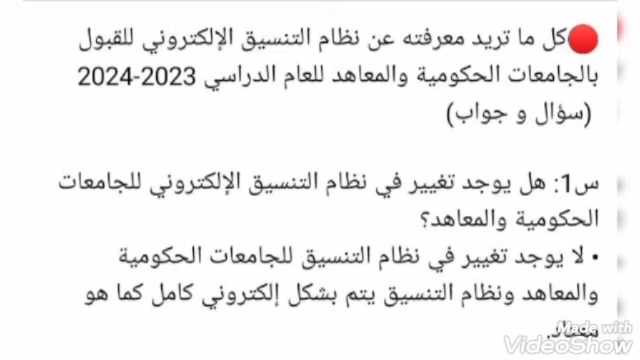 كل ما تريد معرفته عن نظام التنسيق الإلكتروني للقبول
بالجامعات الحكومية والمعاهد للعام الدراسي 2023-2024
(سؤال و جواب)
س1: هل يوجد تغيير في نظام التنسيق الإلكتروني للجامعات
الحكومية والمعاهد؟
• لا يوجد تغيير في نظام التنسيق للجامعات الحكومية
والمعاهد ونظام التنسيق يتم بشكل إلكتروني كامل كما هو
معتاد.
Made with
VideoShow